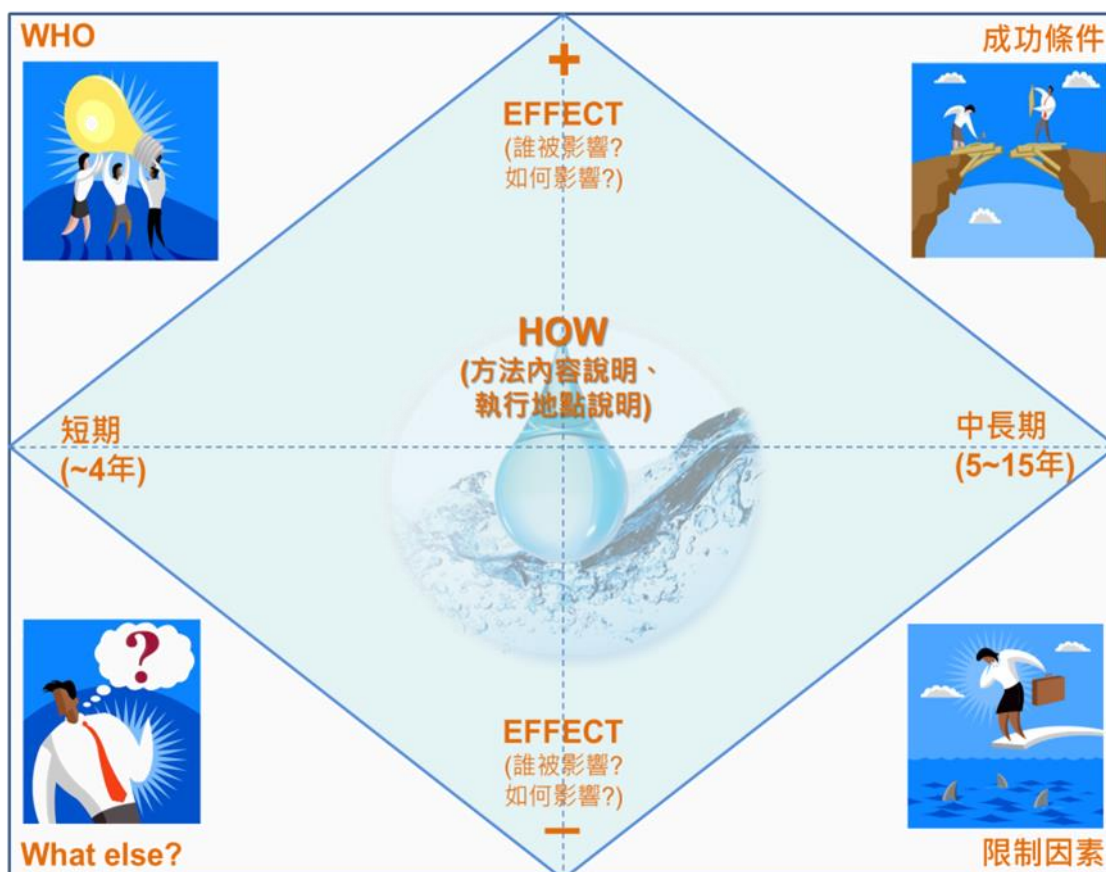 WHO
成功條件
+
EFFECT
(誰被影響?
如何影響?)
HOW
(方法內容說明、
執行地點說明)
短期
(~4年)
中長期
(5~15年)
?
EFFECT
(誰被影響?
如何影響?)
−
What else?
限制因素